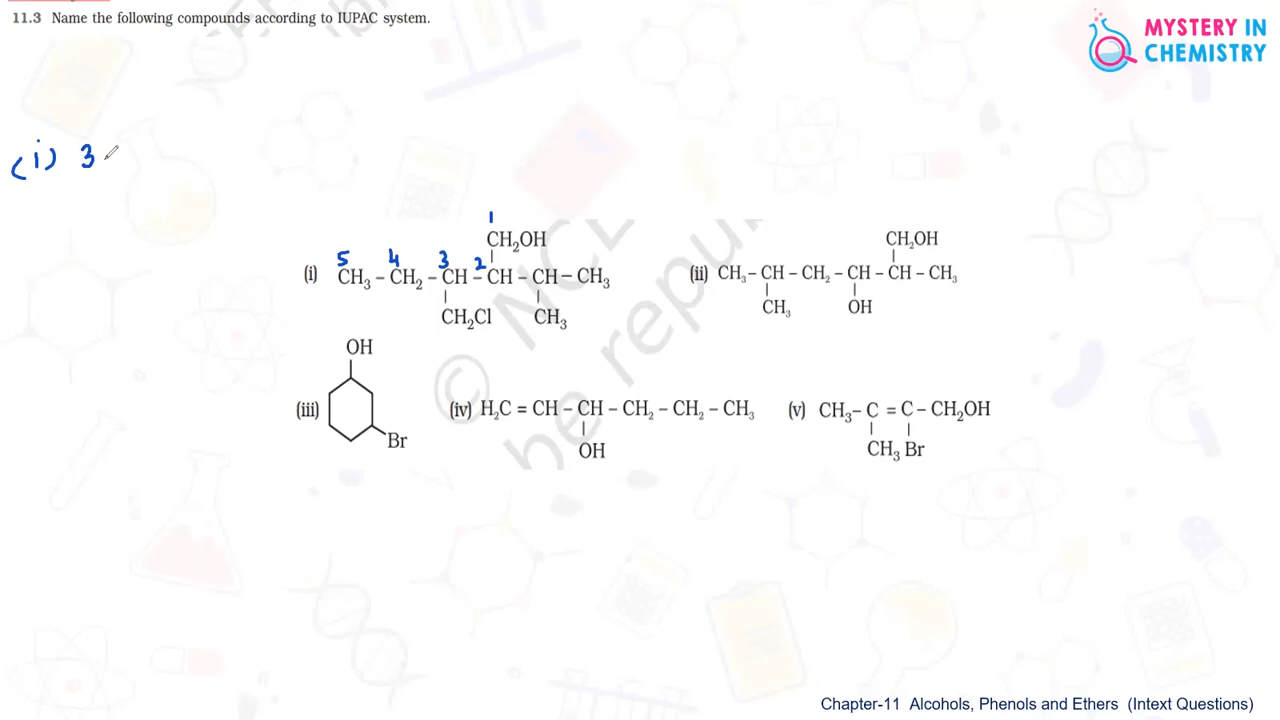 11.3 Name the following compounds according to IUPAC system.
MYSTERY IN
CHEMISTRY
(i) 3
1
CH₂OH
5 4 3 2
(i) CH₃ – CH₂ – CH – CH – CH – CH₃
CH₂Cl CH₃
CH₂OH
(ii) CH₃ – CH – CH₂ – CH – CH – CH₃
CH₃ OH
OH
(iii)
Br
(iv) H₂C = CH – CH – CH₂ – CH₂ – CH₃
OH
(v) CH₃ – C = C – CH₂OH
CH₃ Br
Chapter-11 Alcohols, Phenols and Ethers (Intext Questions)